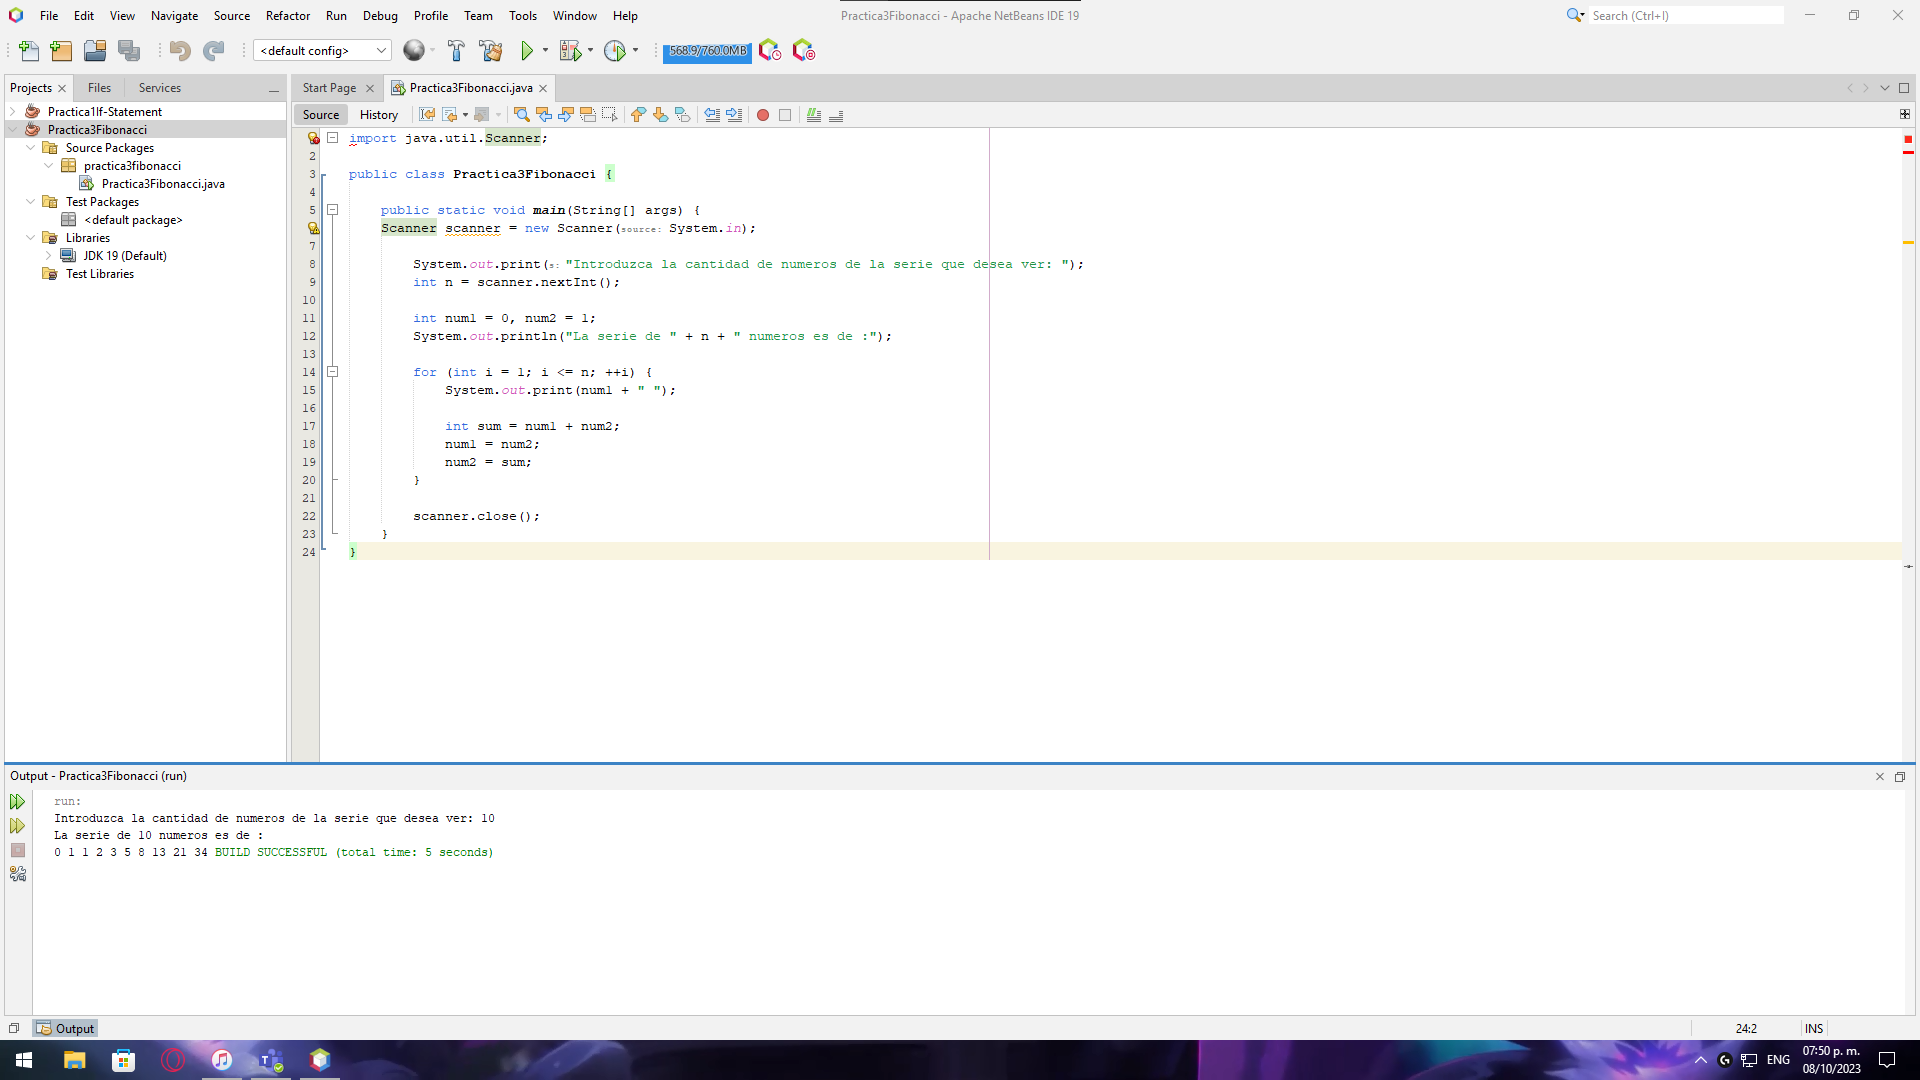 File Edit View Navigate Source Refactor Run Debug Profile Team Tools Window Help
Practica3Fibonacci - Apache NetBeans IDE 19
Search (Ctrl+I)
<default config>
568.9/760.0MB
Projects Files Services
Start Page Practica3Fibonacci.java
Source History
Practica1If-Statement
Practica3Fibonacci
Source Packages
practica3fibonacci
Practica3Fibonacci.java
Test Packages
<default package>
Libraries
JDK 19 (Default)
Test Libraries
import java.util.Scanner;
2
3 public class Practica3Fibonacci {
4
5 public static void main(String[] args) {
Scanner scanner = new Scanner(source: System.in);
7
8 System.out.print(s: "Introduzca la cantidad de numeros de la serie que desea ver: ");
9 int n = scanner.nextInt();
10
11 int num1 = 0, num2 = 1;
12 System.out.println("La serie de " + n + " numeros es de :");
13
14 for (int i = 1; i <= n; ++i) {
15 System.out.print(num1 + " ");
16
17 int sum = num1 + num2;
18 num1 = num2;
19 num2 = sum;
20 }
21
22 scanner.close();
23 }
24 }
Output - Practica3Fibonacci (run)
run:
Introduzca la cantidad de numeros de la serie que desea ver: 10
La serie de 10 numeros es de :
0 1 1 2 3 5 8 13 21 34 BUILD SUCCESSFUL (total time: 5 seconds)
Output
24:2 INS
ENG
07:50 p. m.
08/10/2023